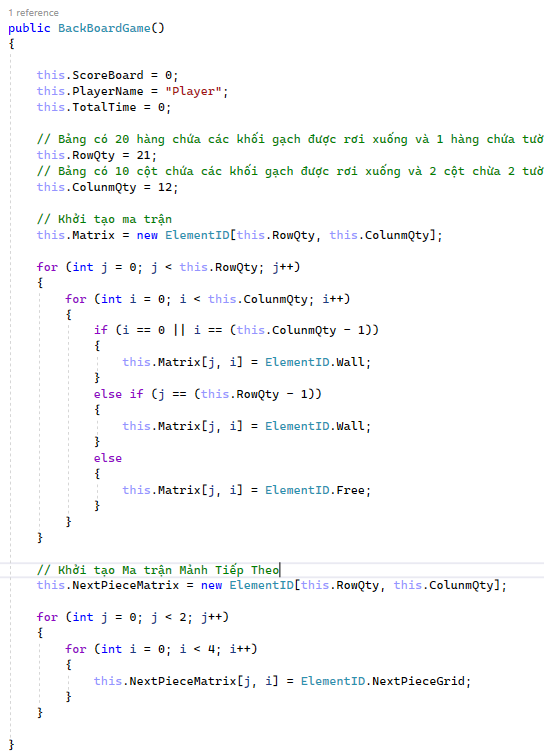 1 reference
public BackBoardGame()
{
this.ScoreBoard = 0;
this.PlayerName = "Player";
this.TotalTime = 0;
// Bảng có 20 hàng chứa các khối gạch được rơi xuống và 1 hàng chứa tườ
this.RowQty = 21;
// Bảng có 10 cột chứa các khối gạch được rơi xuống và 2 cột chừa 2 tườ
this.ColunmQty = 12;
// Khởi tạo ma trận
this.Matrix = new ElementID[this.RowQty, this.ColunmQty];
for (int j = 0; j < this.RowQty; j++)
{
for (int i = 0; i < this.ColunmQty; i++)
{
if (i == 0 || i == (this.ColunmQty - 1))
{
this.Matrix[j, i] = ElementID.Wall;
}
else if (j == (this.RowQty - 1))
{
this.Matrix[j, i] = ElementID.Wall;
}
else
{
this.Matrix[j, i] = ElementID.Free;
}
}
}
// Khởi tạo Ma trận Mảnh Tiếp Theo
this.NextPieceMatrix = new ElementID[this.RowQty, this.ColunmQty];
for (int j = 0; j < 2; j++)
{
for (int i = 0; i < 4; i++)
{
this.NextPieceMatrix[j, i] = ElementID.NextPieceGrid;
}
}
}